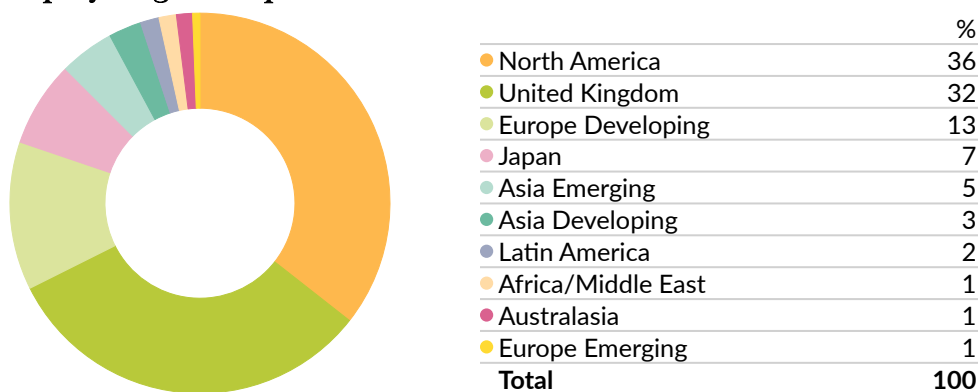 %
North America 36
United Kingdom 32
Europe Developing 13
Japan 7
Asia Emerging 5
Asia Developing 3
Latin America 2
Africa/Middle East 1
Australasia 1
Europe Emerging 1
Total 100